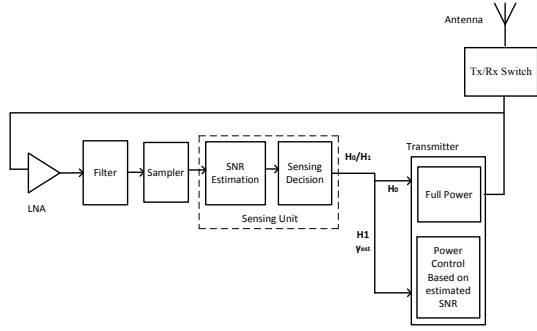 Antenna
Tx/Rx Switch
LNA
Filter
Sampler
SNR
Estimation
Sensing
Decision
Sensing Unit
H0/H1
H0
H1
γest
Transmitter
Full Power
Power
Control
Based on
estimated
SNR